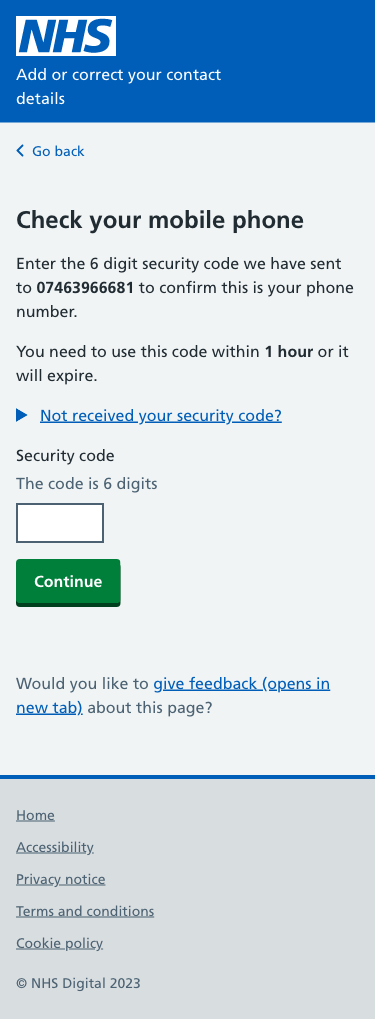 NHS
Add or correct your contact
details
Go back
Check your mobile phone
Enter the 6 digit security code we have sent
to 07463966681 to confirm this is your phone
number.
You need to use this code within 1 hour or it
will expire.
Not received your security code?
Security code
The code is 6 digits
Continue
Would you like to give feedback (opens in
new tab) about this page?
Home
Accessibility
Privacy notice
Terms and conditions
Cookie policy
© NHS Digital 2023